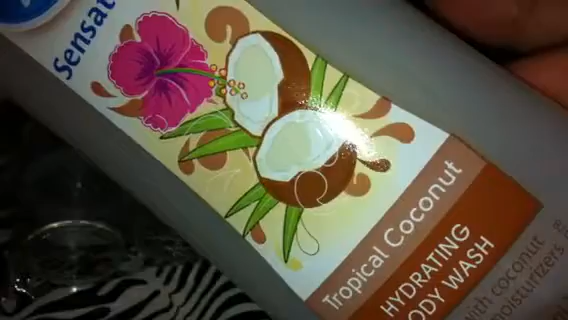 Sensat
Tropical Coconut
HYDRATING
ODY WASH
with coconut
moisturizers